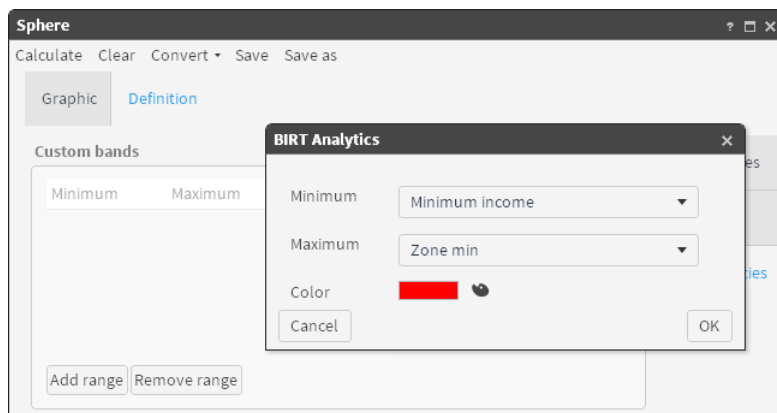 Sphere
?
Calculate Clear Convert Save Save as
Graphic Definition
BIRT Analytics
Custom bands
es
Minimum Maximum
Minimum Minimum income
Maximum Zone min
ties
Color
Cancel OK
Add range Remove range